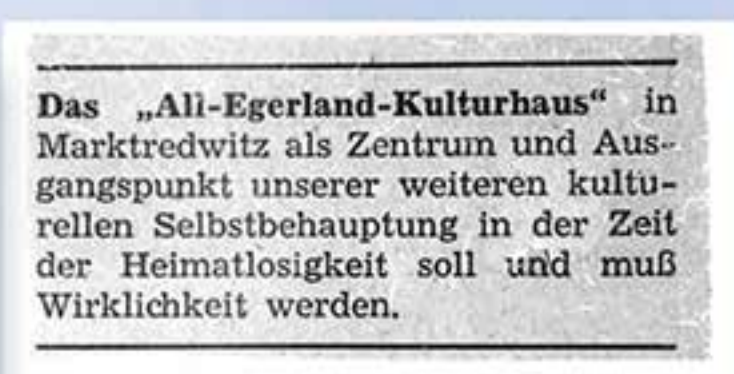 Das „All-Egerland-Kulturhaus“ in
Marktredwitz als Zentrum und Aus-
gangspunkt unserer weiteren kultu-
rellen Selbstbehauptung in der Zeit
der Heimatlosigkeit soll und muß
Wirklichkeit werden.